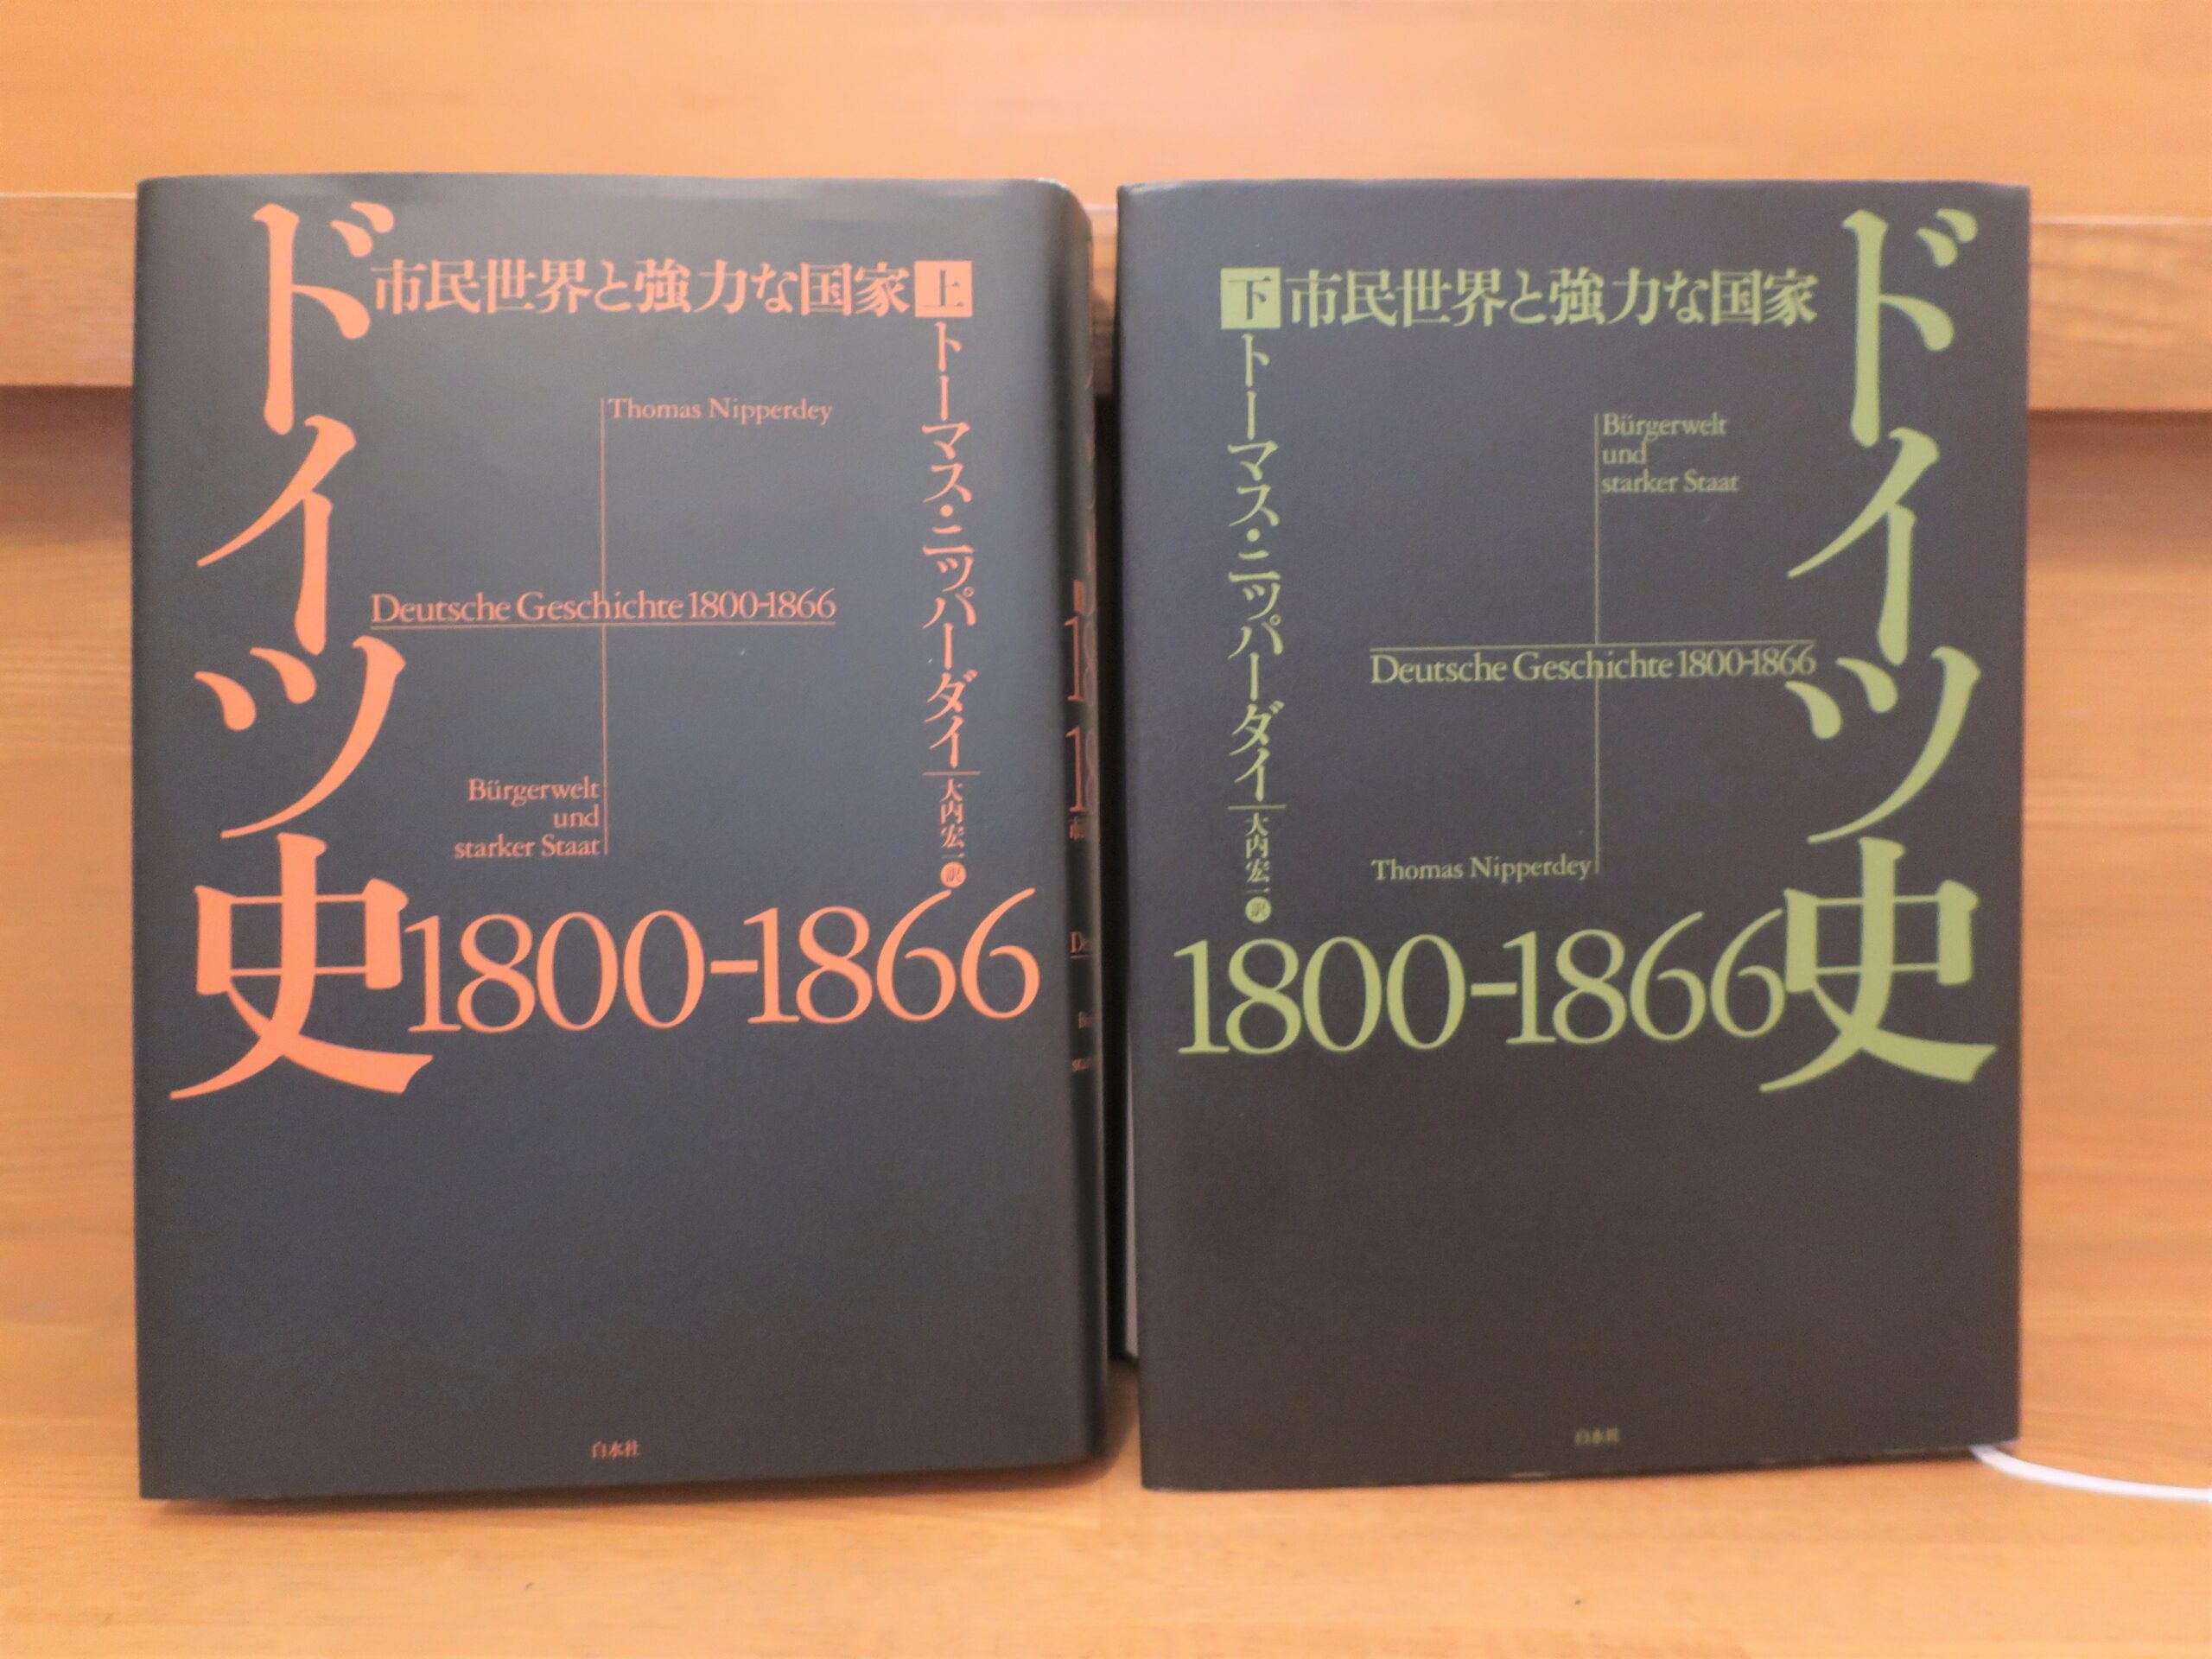 ドイツ史
市民世界と強力な国家 上
トーマス・ニッパーダイ
大内宏一 訳
Thomas Nipperdey
Deutsche Geschichte 1800-1866
Bürgerwelt
und
starker Staat
1800-1866
白水社
ドイツ史
下 市民世界と強力な国家
トーマス・ニッパーダイ
大内宏一 訳
Bürgerwelt
und
starker Staat
Deutsche Geschichte 1800-1866
Thomas Nipperdey
1800-1866
白水社